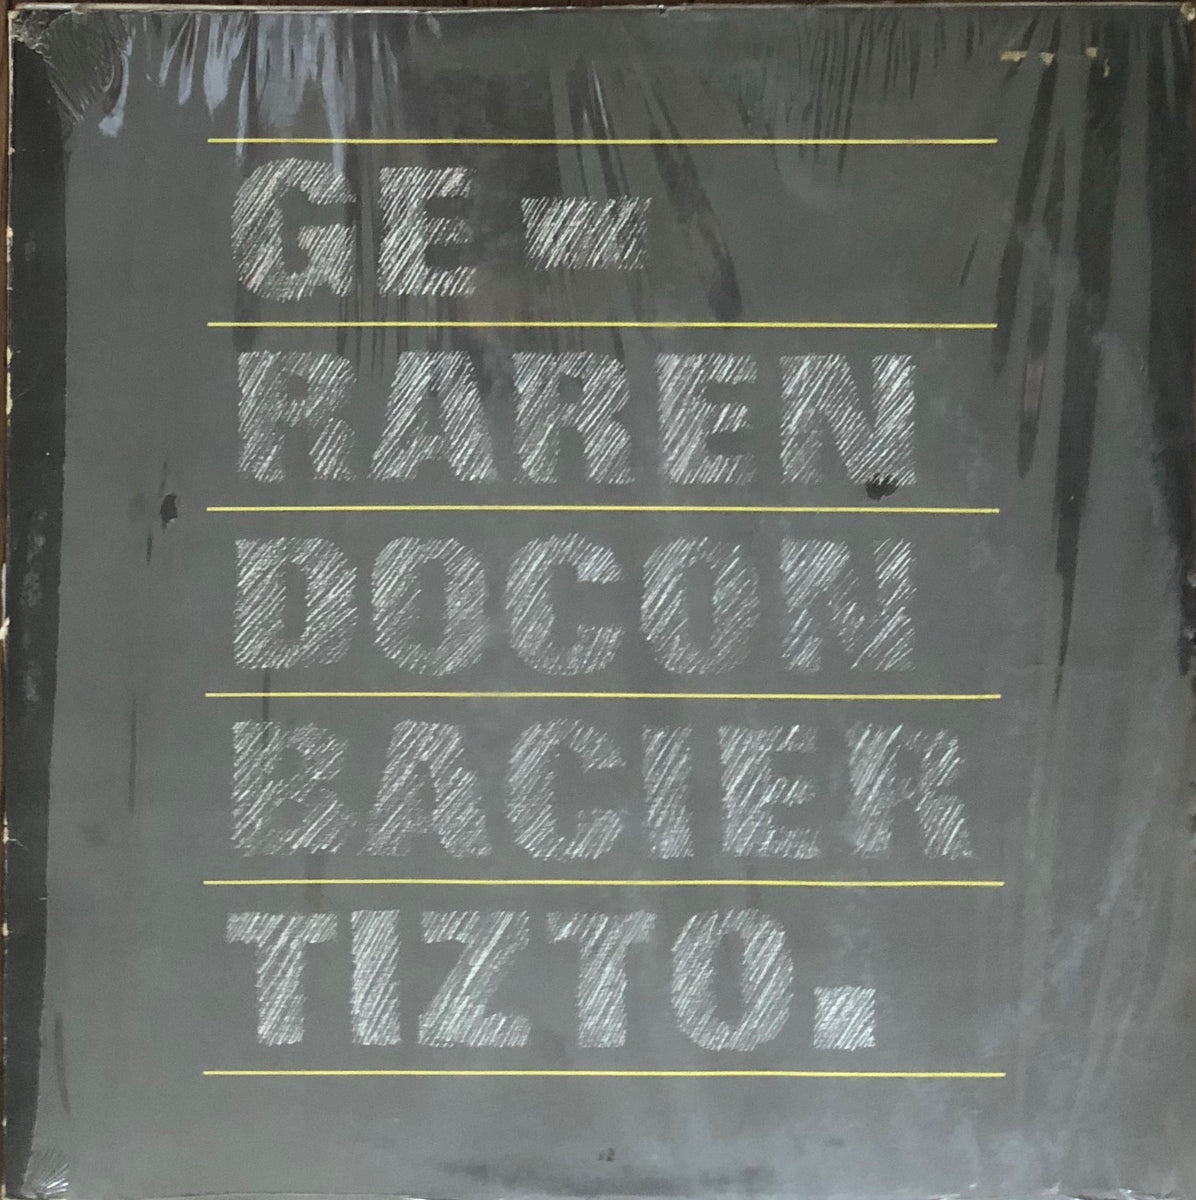 GE-
RAREN
DOCON
BACIER
TIZTO.